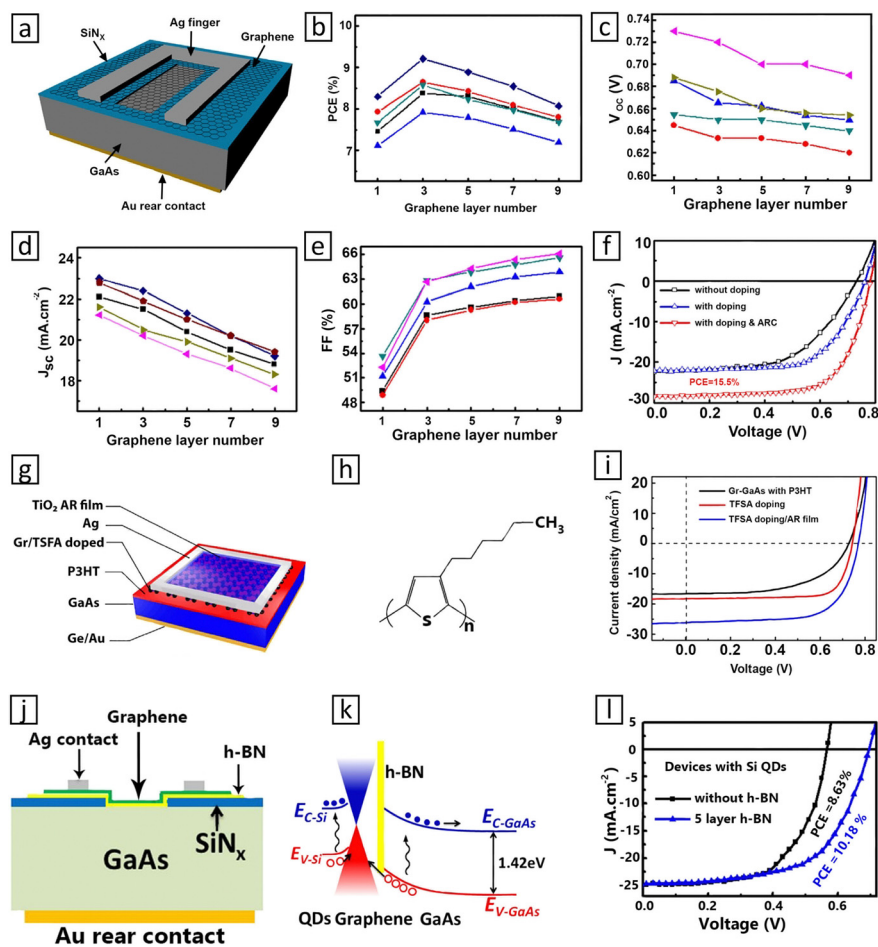 a
SiNX
Ag finger
Graphene
GaAs
Au rear contact
b
PCE (%)
10
9
8
7
1 3 5 7 9
Graphene layer number
c
VOC (V)
0.74
0.72
0.70
0.68
0.66
0.64
0.62
0.60
1 3 5 7 9
Graphene layer number
d
JSC (mA.cm-2)
24
23
22
21
20
19
18
1 3 5 7 9
Graphene layer number
e
FF (%)
66
63
60
57
54
51
48
1 3 5 7 9
Graphene layer number
f
J (mA.cm-2)
10
0
-10
-20
-30
without doping
with doping
with doping & ARC
PCE=15.5%
0.0 0.2 0.4 0.6 0.8
Voltage (V)
g
TiO2 AR film
Ag
Gr/TSFA doped
P3HT
GaAs
Ge/Au
h
CH3
S
n
i
Current density (mA/cm2)
20
10
0
-10
-20
-30
Gr-GaAs with P3HT
TFSA doping
TFSA doping/AR film
0.0 0.2 0.4 0.6 0.8
Voltage (V)
j
Graphene
Ag contact
h-BN
GaAs
SiNx
Au rear contact
k
h-BN
EC-Si
EC-GaAs
EV-Si
1.42eV
EV-GaAs
QDs Graphene GaAs
l
J (mA.cm-2)
5
0
-5
-10
-15
-20
-25
Devices with Si QDs
without h-BN
5 layer h-BN
PCE =8.63%
PCE =10.18 %
0.0 0.2 0.4 0.6
Voltage (V)